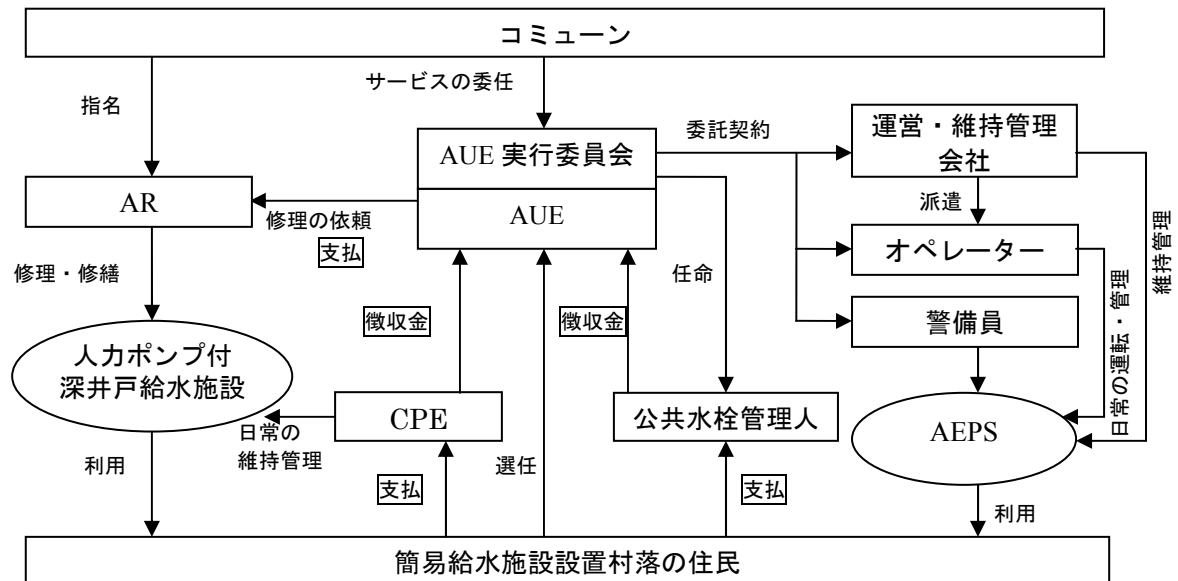 コミューン
サービスの委任
指名
委託契約
運営・維持管理
会社
AUE 実行委員会
AUE
AR
修理の依頼
支払
派遣
オペレーター
維持管理
修理・修繕
任命
徴収金
徴収金
警備員
日常の運転・管理
人力ポンプ付
深井戸給水施設
CPE
公共水栓管理人
AEPS
日常の
維持管理
利用
選任
支払
支払
利用
簡易給水施設設置村落の住民